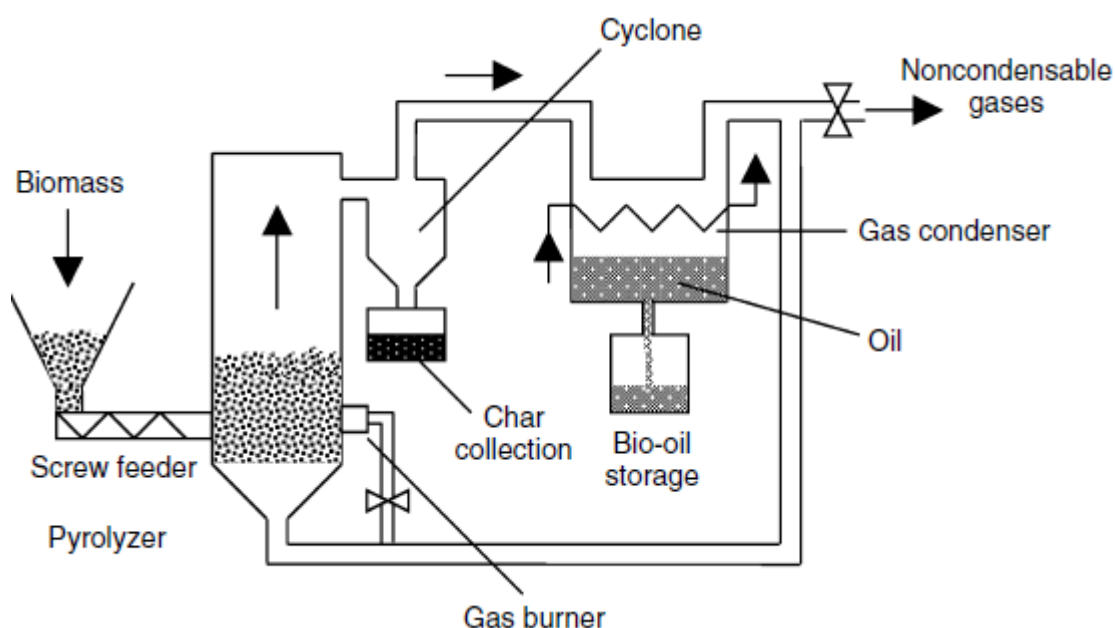 Cyclone
Noncondensable
gases
Biomass
Gas condenser
Oil
Char
collection
Bio-oil
storage
Screw feeder
Pyrolyzer
Gas burner